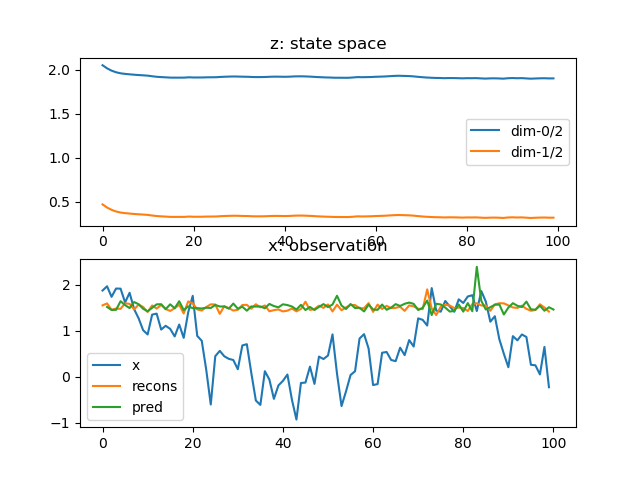 z: state space
2.0
1.5
1.0
0.5
dim-0/2
dim-1/2
0 20 40 60 80 100
x: observation
2
1
0
−1
x
recons
pred
0 20 40 60 80 100